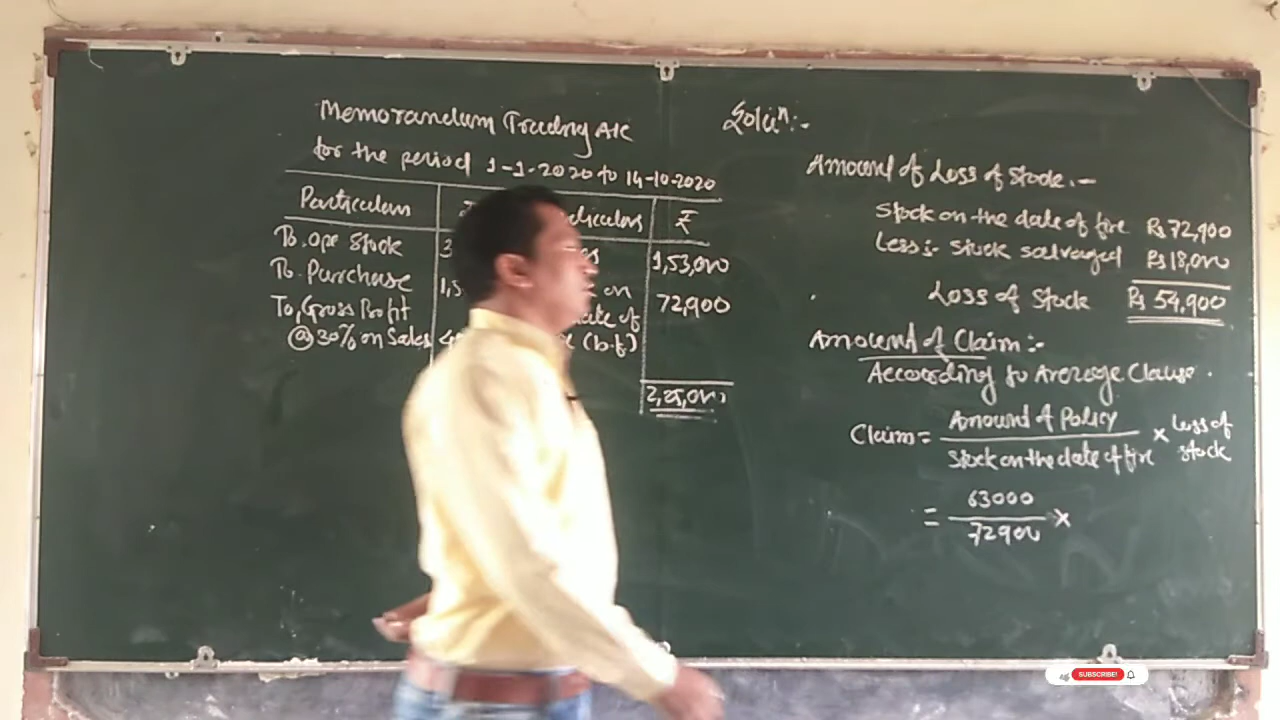 Memorandum Trading A/c
for the period 1-1-2020 to 14-10-2020
Particulars ₹
To, Ope Stock 1,53,000
To, Purchase on 72,900
To, Gross Profit
@ 30% on Sales (b.f)
2,25,900
Soluⁿ:-
Amount of Loss of Stock:-
Stock on the date of fire Rs 72,900
Less:- Stock salvaged Rs 18,000
Loss of Stock Rs 54,900
Amount of Claim:-
According to Average Clause.
Claim = Amount of Policy / Stock on the date of fire × Loss of Stock
= 63000 / 72900 ×
SUBSCRIBE!